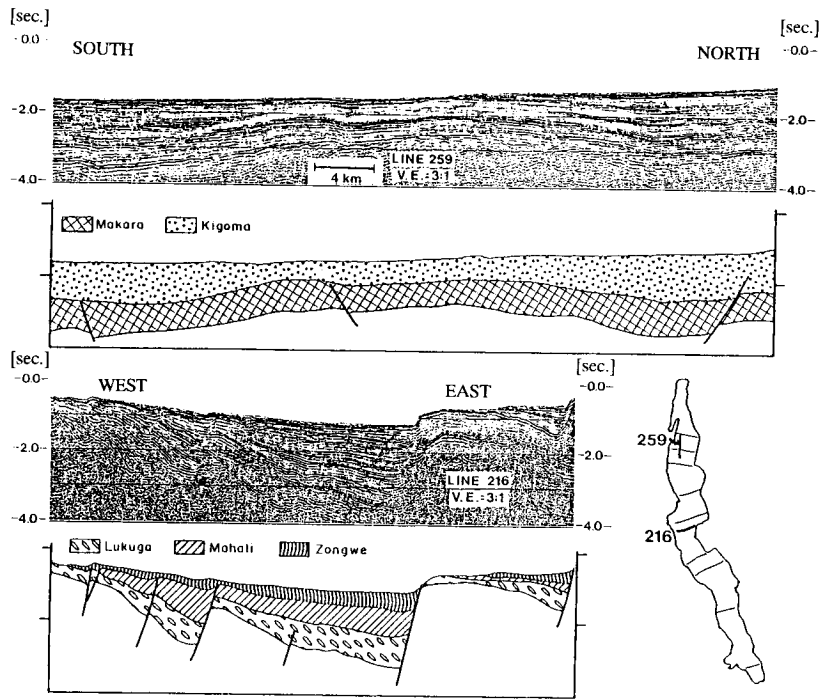 [sec.]
[sec.]
-0.0
-0.0-
SOUTH
NORTH
-2.0-
-2.0-
LINE 259
V.E.=3:1
4 km
-4.0-
-4.0-
Makara
Kigoma
[sec.]
[sec.]
-0.0-
-0.0-
WEST
EAST
259
-2.0-
-2.0-
LINE 216
V.E.=3:1
-4.0-
-4.0-
216
Lukuga
Mahali
Zongwe